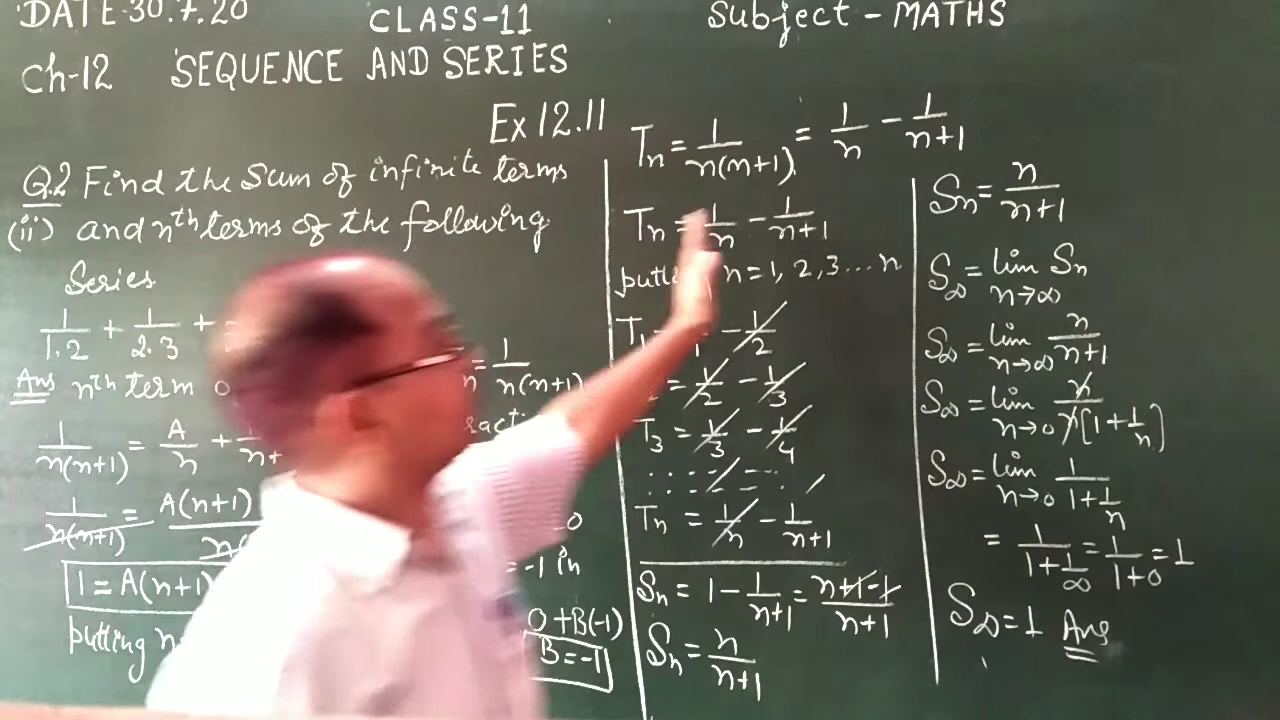 DATE-30.7.20 CLASS-11 Subject - MATHS
Ch-12 SEQUENCE AND SERIES
Ex 12.11
Q.2 Find the Sum of infinite terms
(ii) and nth terms of the following
Series
1/1.2 + 1/2.3 +
Ans nth term = 1/n(n+1)
1/n(n+1) = A/n +
1/n(n+1) = A(n+1)
1 = A(n+1) = -1 in
putting 0 + B(-1)
B = -1
Tn = 1/n(n+1) = 1/n - 1/n+1
Tn = 1/n - 1/n+1
n = 1, 2, 3 ... n
- 1/2
= 1/2 - 1/3
T3 = 1/3 - 1/4
Tn = 1/n - 1/n+1
Sn = 1 - 1/n+1 = n+1-1/n+1
Sn = n/n+1
Sn = n/n+1
S∞ = lim n→∞ Sn
S∞ = lim n→∞ n/n+1
S∞ = lim n→0 n/n[1+1/n]
S∞ = lim n→0 1/1+1/n
= 1/1+1/∞ = 1/1+0 = 1
S∞ = 1 Ans